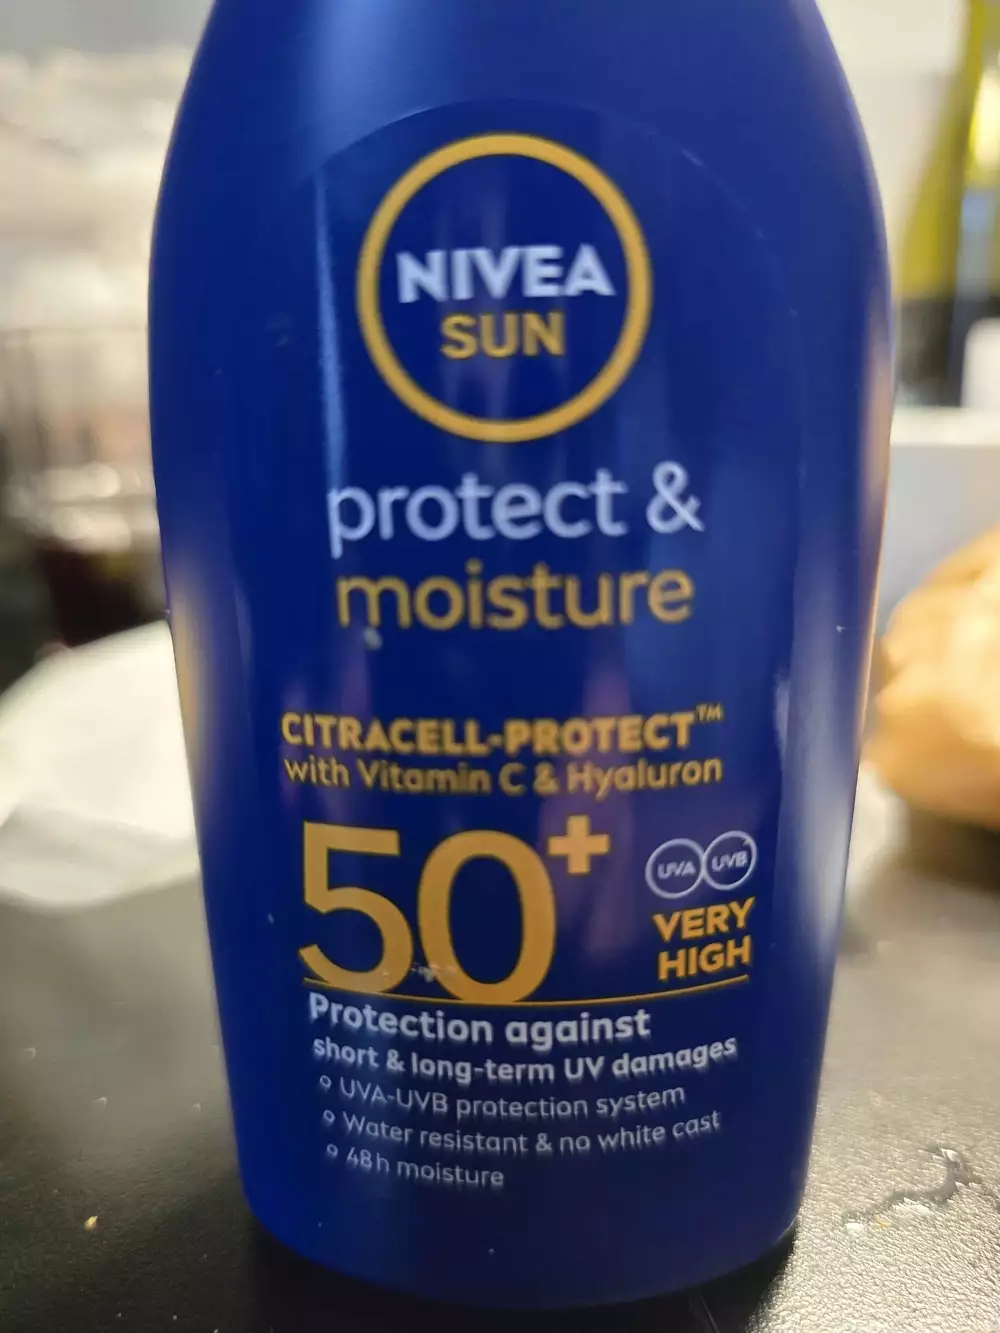 NIVEA
SUN
protect &
moisture
CITRACELL-PROTECT™
with Vitamin C & Hyaluron
50+
UVA UVB
VERY
HIGH
Protection against
short & long-term UV damages
UVA-UVB protection system
Water resistant & no white cast
48h moisture